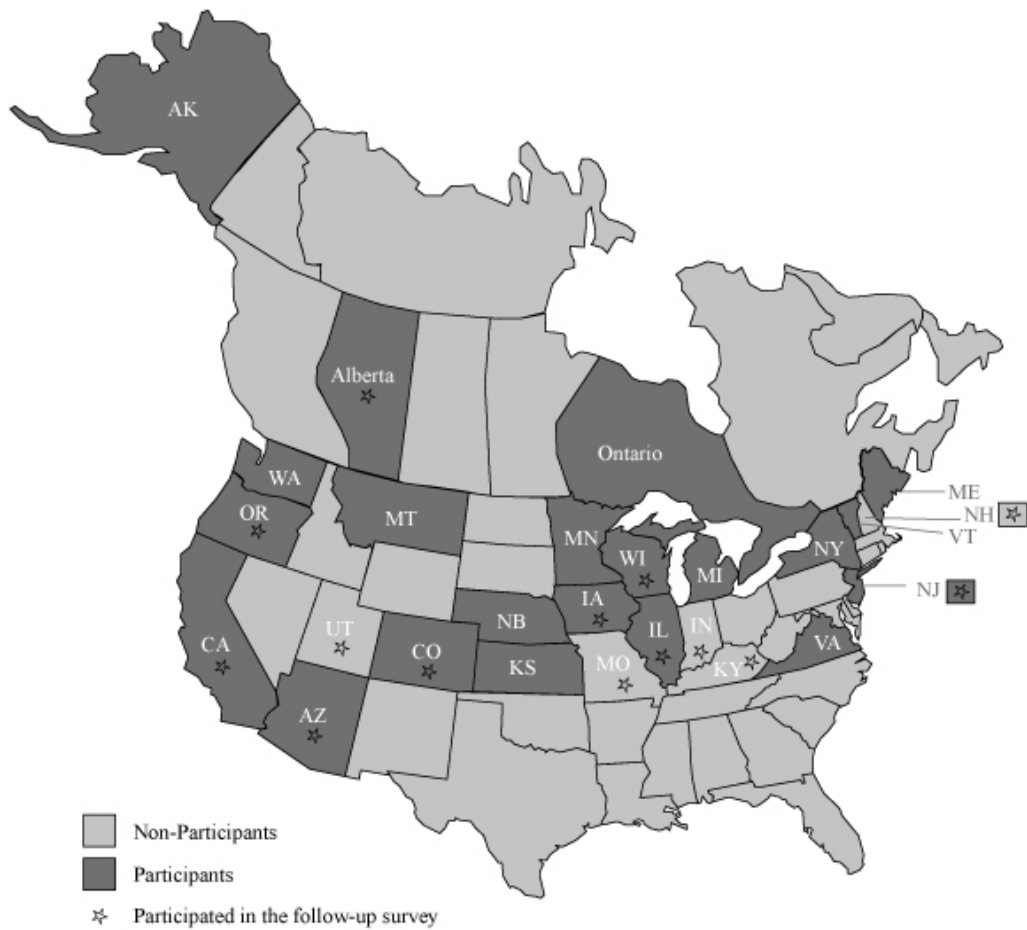 AK
Alberta
Ontario
WA
ME
OR
MT
NH
MN
VT
NY
WI
MI
NJ
IA
NB
IL
IN
UT
CA
CO
VA
KS
MO
KY
AZ
Non-Participants
Participants
Participated in the follow-up survey